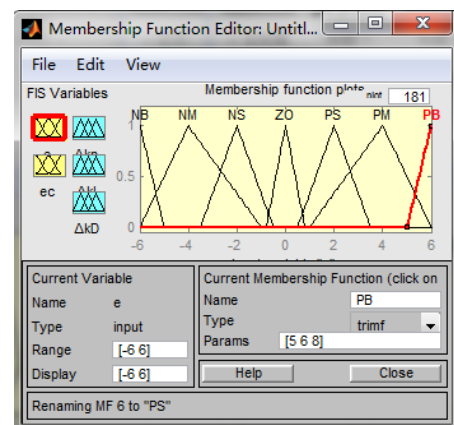 Membership Function Editor: Untitl...
File Edit View
FIS Variables
Membership function plots
181
NB NM NS ZO PS PM PB
1
0.5
0
-6 -4 -2 0 2 4 6
ec
ΔkD
Current Variable
Name e
Type input
Range [-6 6]
Display [-6 6]
Current Membership Function (click on
Name PB
Type trimf
Params [5 6 8]
Help Close
Renaming MF 6 to "PS"